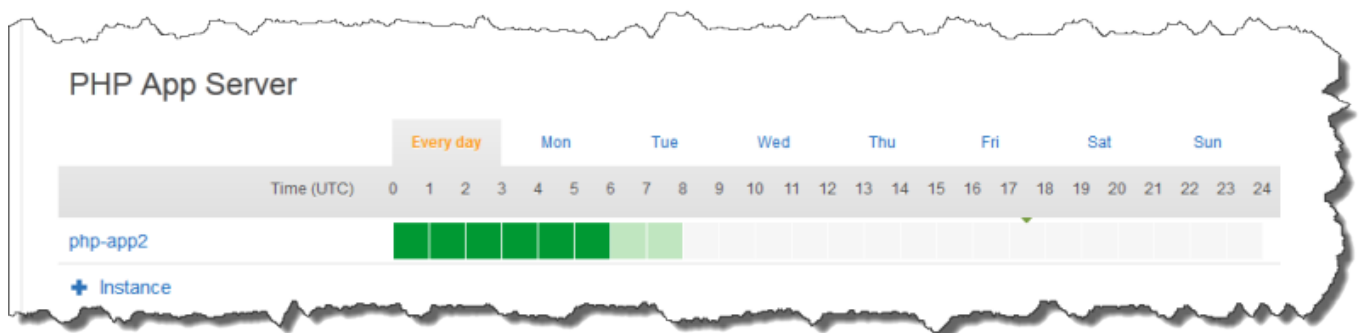 PHP App Server
Every day Mon Tue Wed Thu Fri Sat Sun
Time (UTC) 0 1 2 3 4 5 6 7 8 9 10 11 12 13 14 15 16 17 18 19 20 21 22 23 24
php-app2
Instance